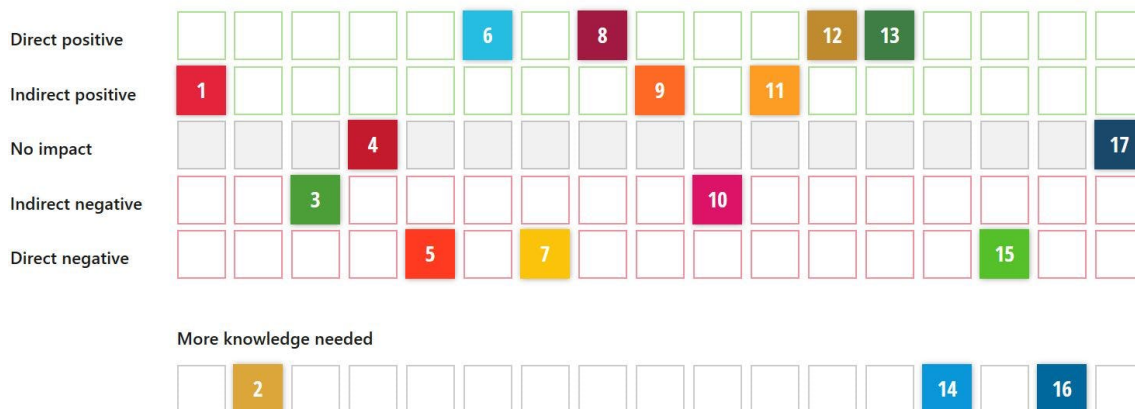 Direct positive 6 8 12 13
Indirect positive 1 9 11
No impact 4 17
Indirect negative 3 10
Direct negative 5 7 15
More knowledge needed
2 14 16